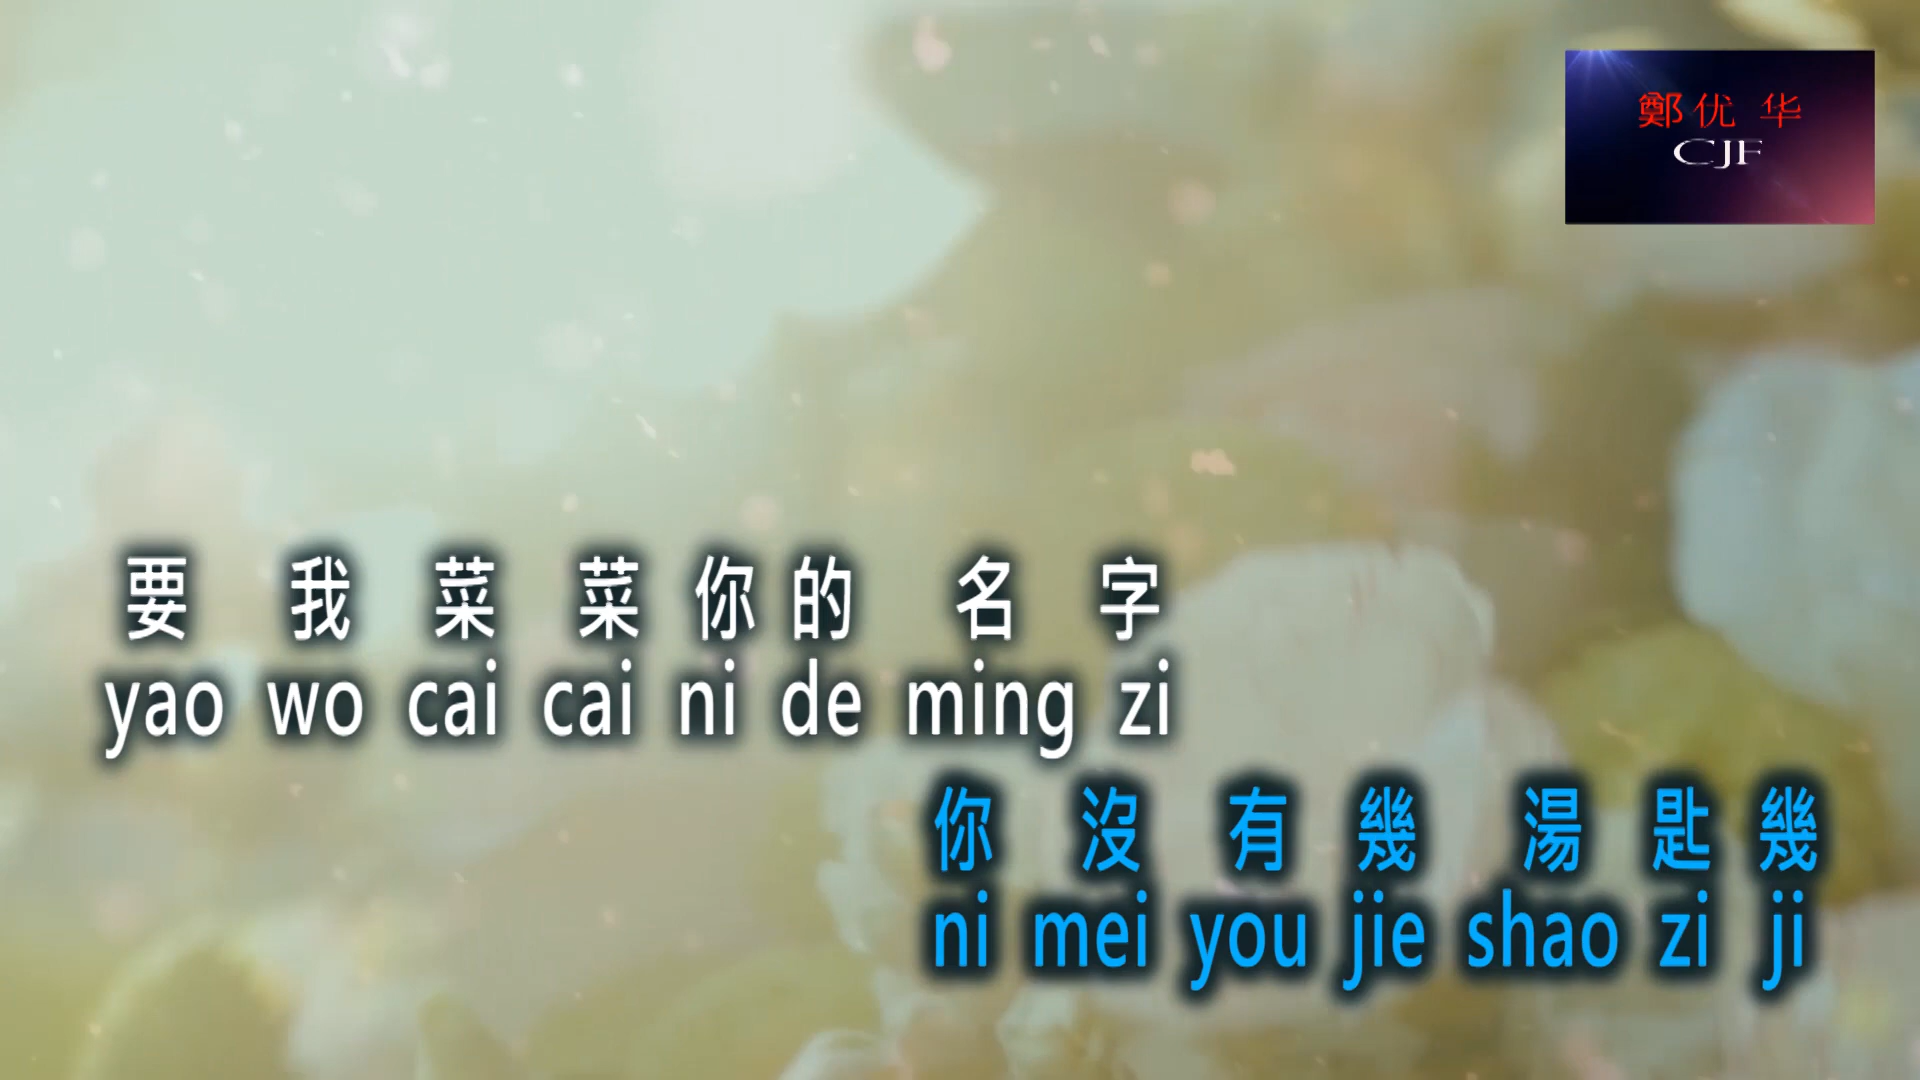 鄭优 华
CJF
要 我 菜 菜 你 的 名 字
yao wo cai cai ni de ming zi
你 沒 有 幾 湯 匙 幾
ni mei you jie shao zi ji